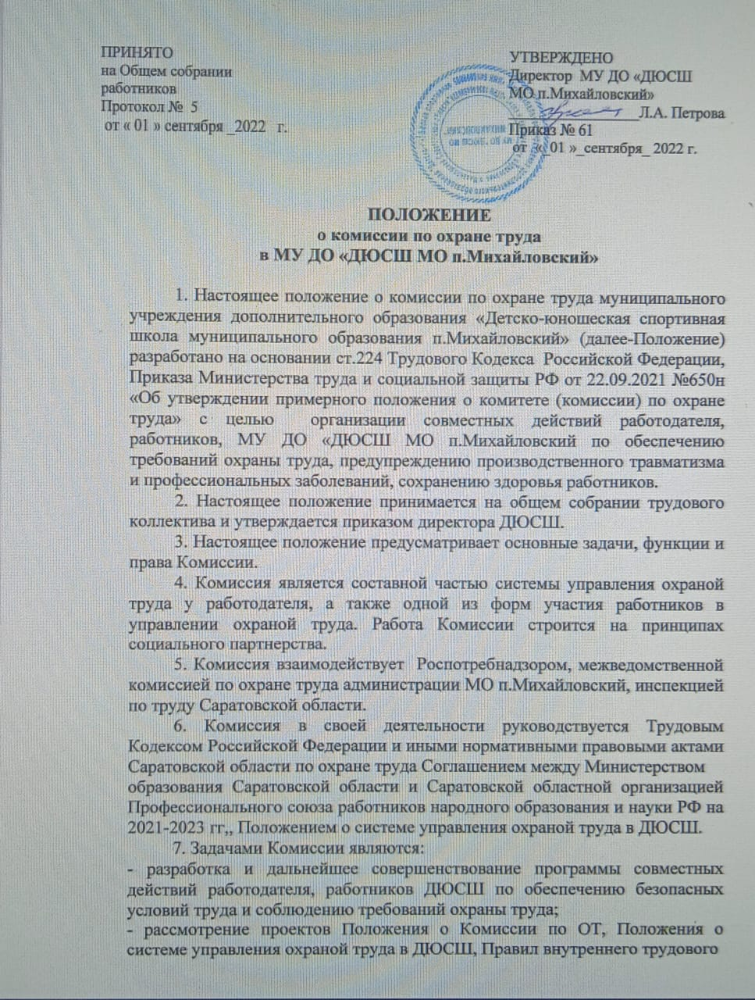 ПРИНЯТО
на Общем собрании
работников
Протокол № 5
от « 01 » сентября _2022 г.
УТВЕРЖДЕНО
Директор МУ ДО «ДЮСШ
МО п.Михайловский»
Л.А. Петрова
Приказ № 61
от «_01 »_сентября_ 2022 г.
ПОЛОЖЕНИЕ
о комиссии по охране труда
в МУ ДО «ДЮСШ МО п.Михайловский»
1. Настоящее положение о комиссии по охране труда муниципального
учреждения дополнительного образования «Детско-юношеская спортивная
школа муниципального образования п.Михайловский» (далее-Положение)
разработано на основании ст.224 Трудового Кодекса Российской Федерации,
Приказа Министерства труда и социальной защиты РФ от 22.09.2021 №650н
«Об утверждении примерного положения о комитете (комиссии) по охране
труда» с целью организации совместных действий работодателя,
работников, МУ ДО «ДЮСШ МО п.Михайловский по обеспечению
требований охраны труда, предупреждению производственного травматизма
и профессиональных заболеваний, сохранению здоровья работников.
2. Настоящее положение принимается на общем собрании трудового
коллектива и утверждается приказом директора ДЮСШ.
3. Настоящее положение предусматривает основные задачи, функции и
права Комиссии.
4. Комиссия является составной частью системы управления охраной
труда у работодателя, а также одной из форм участия работников в
управлении охраной труда. Работа Комиссии строится на принципах
социального партнерства.
5. Комиссия взаимодействует Роспотребнадзором, межведомственной
комиссией по охране труда администрации МО п.Михайловский, инспекцией
по труду Саратовской области.
6. Комиссия в своей деятельности руководствуется Трудовым
Кодексом Российской Федерации и иными нормативными правовыми актами
Саратовской области по охране труда Соглашением между Министерством
образования Саратовской области и Саратовской областной организацией
Профессионального союза работников народного образования и науки РФ на
2021-2023 гг,, Положением о системе управления охраной труда в ДЮСШ.
7. Задачами Комиссии являются:
- разработка и дальнейшее совершенствование программы совместных
действий работодателя, работников ДЮСШ по обеспечению безопасных
условий труда и соблюдению требований охраны труда;
- рассмотрение проектов Положения о Комиссии по ОТ, Положения о
системе управления охраной труда в ДЮСШ, Правил внутреннего трудового